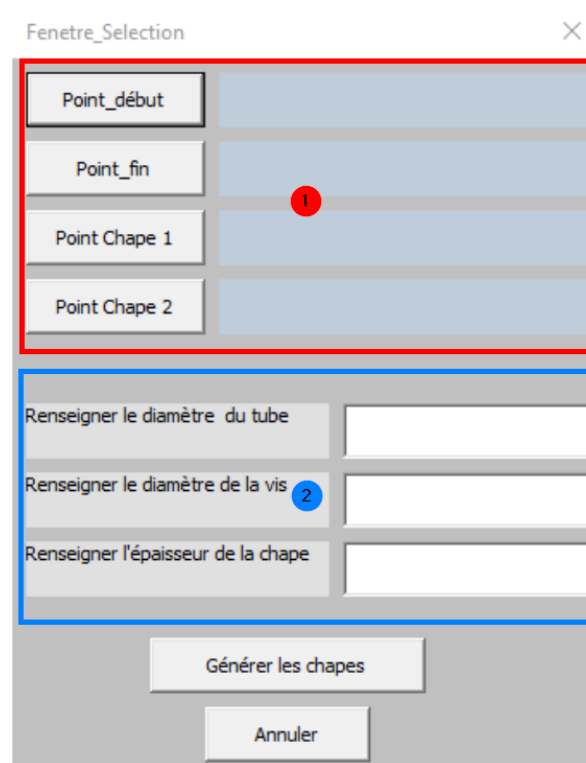 Fenetre_Selection
Point_début
Point_fin
1
Point Chape 1
Point Chape 2
Renseigner le diamètre  du tube
Renseigner le diamètre de la vis
2
Renseigner l'épaisseur de la chape
Générer les chapes
Annuler